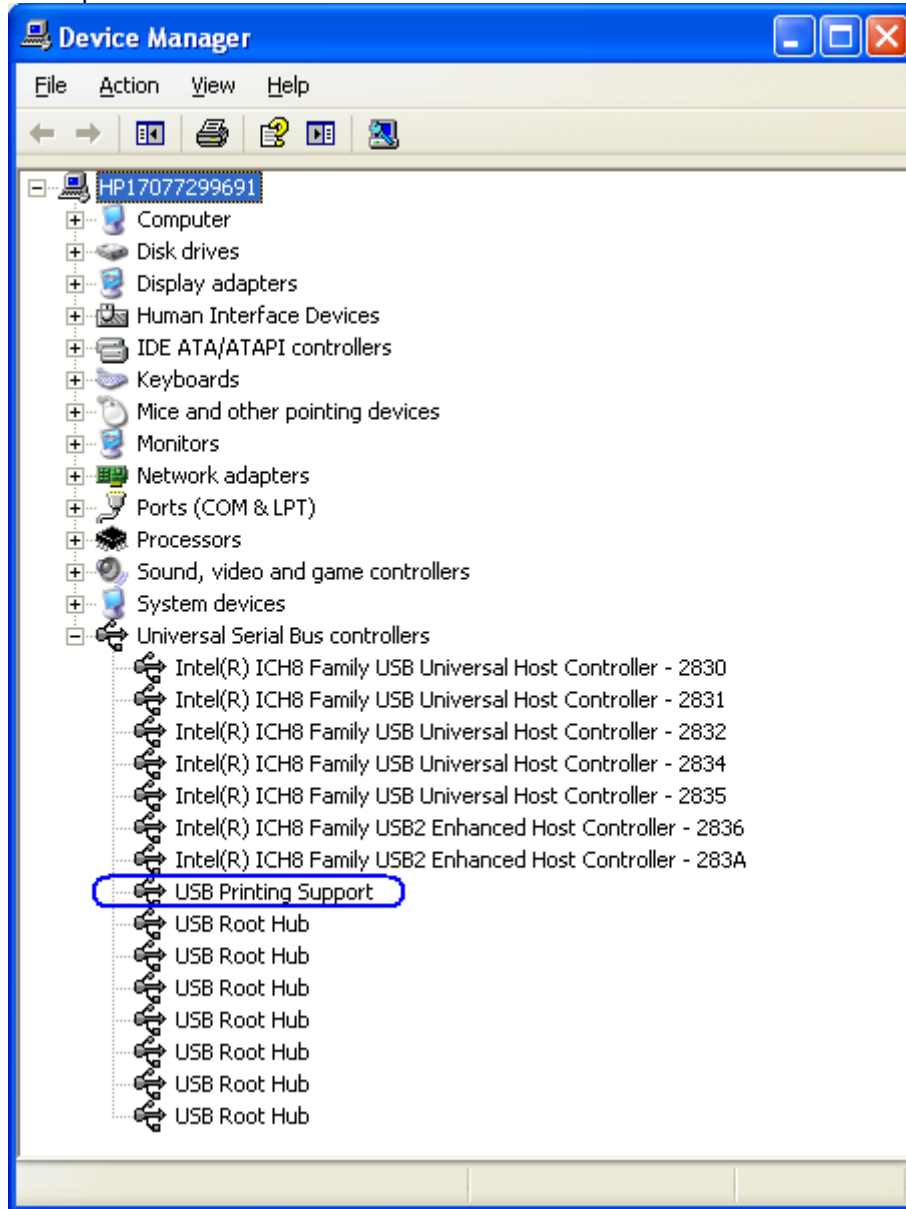 Device Manager
File Action View Help
HP17077299691
Computer
Disk drives
Display adapters
Human Interface Devices
IDE ATA/ATAPI controllers
Keyboards
Mice and other pointing devices
Monitors
Network adapters
Ports (COM & LPT)
Processors
Sound, video and game controllers
System devices
Universal Serial Bus controllers
Intel(R) ICH8 Family USB Universal Host Controller - 2830
Intel(R) ICH8 Family USB Universal Host Controller - 2831
Intel(R) ICH8 Family USB Universal Host Controller - 2832
Intel(R) ICH8 Family USB Universal Host Controller - 2834
Intel(R) ICH8 Family USB Universal Host Controller - 2835
Intel(R) ICH8 Family USB2 Enhanced Host Controller - 2836
Intel(R) ICH8 Family USB2 Enhanced Host Controller - 283A
USB Printing Support
USB Root Hub
USB Root Hub
USB Root Hub
USB Root Hub
USB Root Hub
USB Root Hub
USB Root Hub